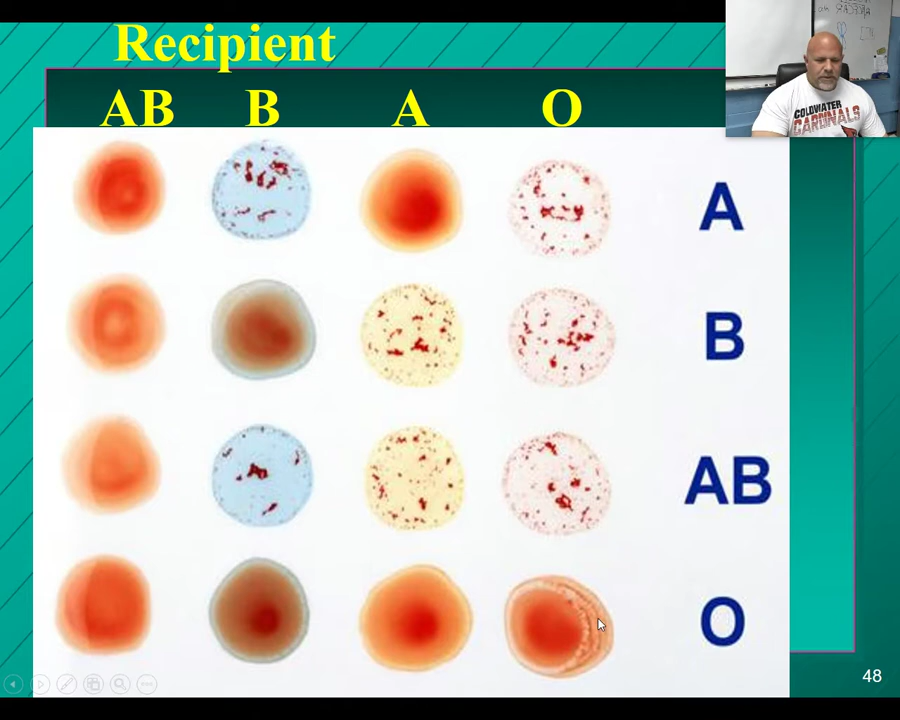 Recipient
AB B A O
A
B
AB
O
COLDWATER
CARDINALS
48